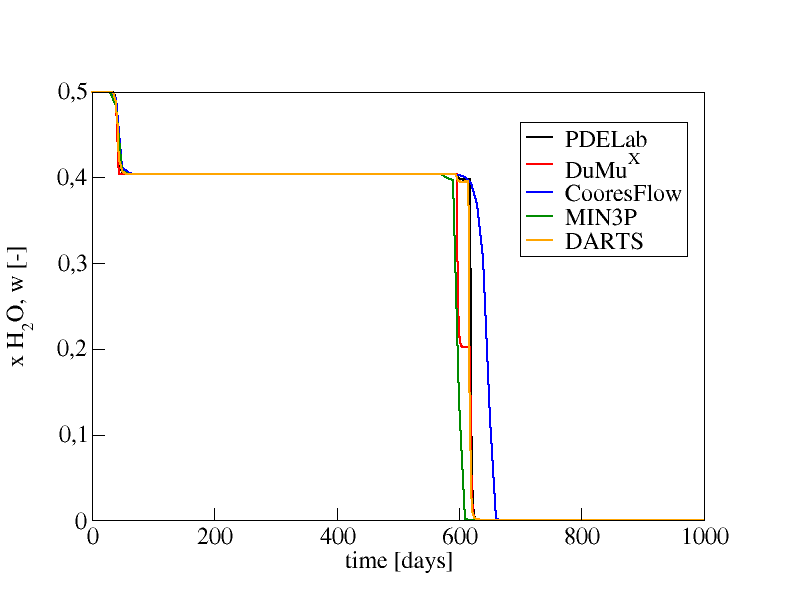 0,5
0,4
0,3
0,2
0,1
0
x H₂O, w [-]
PDELab
DuMuˣ
CooresFlow
MIN3P
DARTS
0 200 400 600 800 1000
time [days]